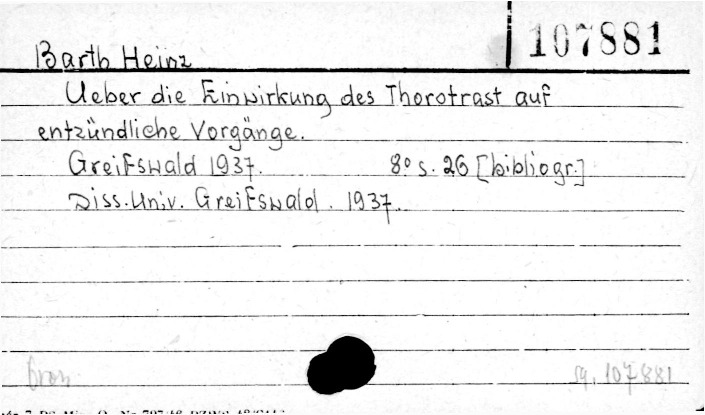 107881
Barth Heinz
Ueber die Einwirkung des Thorotrast auf
entzündliche Vorgänge.
Greifswald 1937. 8° s. 26 [bibliogr.]
Diss. Univ. Greifswald. 1937.
sq. 107881